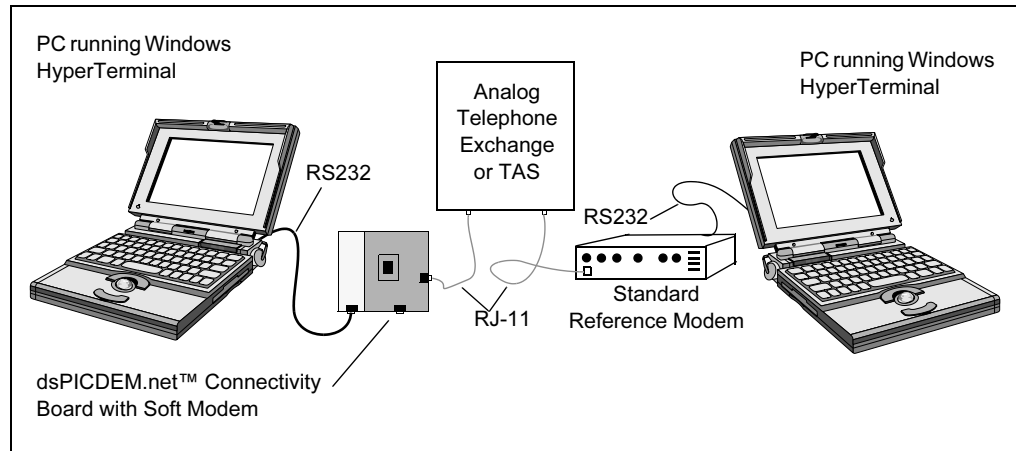 PC running Windows
HyperTerminal
Analog
Telephone
Exchange
or TAS
PC running Windows
HyperTerminal
RS232
RS232
RJ-11
Standard
Reference Modem
dsPICDEM.net™ Connectivity
Board with Soft Modem